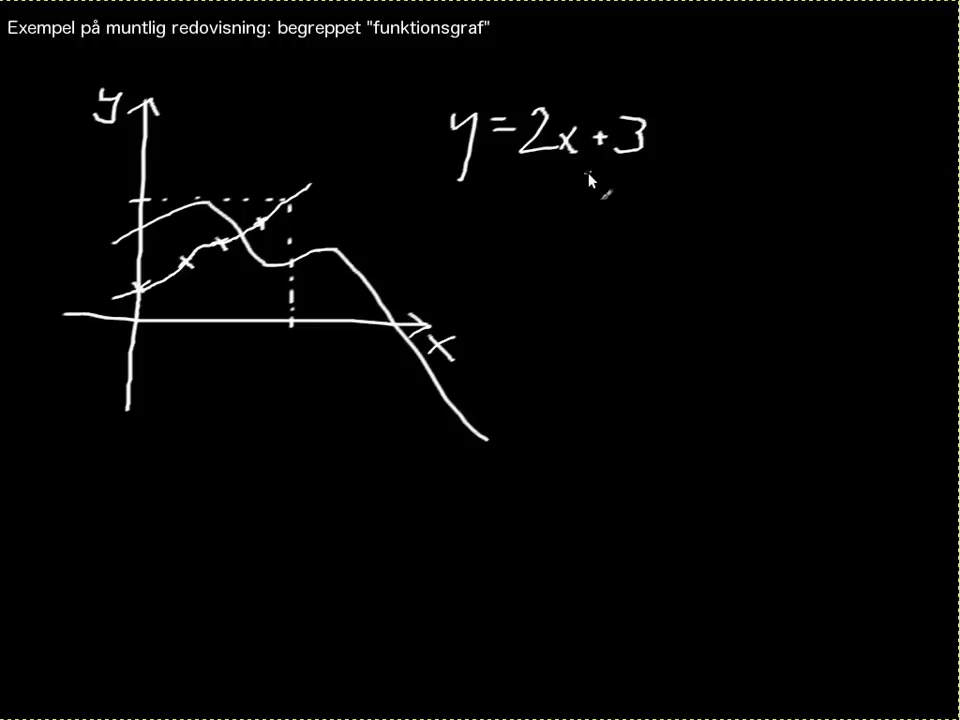 Exempel på muntlig redovisning: begreppet "funktionsgraf"
y
y=2x+3
x